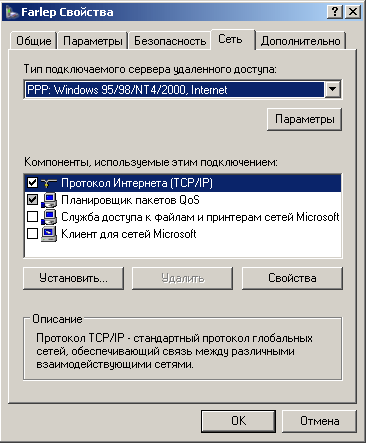 Farlep Свойства
Общие Параметры Безопасность Сеть Дополнительно
Тип подключаемого сервера удаленного доступа:
PPP: Windows 95/98/NT4/2000, Internet
Параметры
Компоненты, используемые этим подключением:
Протокол Интернета (TCP/IP)
Планировщик пакетов QoS
Служба доступа к файлам и принтерам сетей Microsoft
Клиент для сетей Microsoft
Установить... Удалить Свойства
Описание
Протокол TCP/IP - стандартный протокол глобальных
сетей, обеспечивающий связь между различными
взаимодействующими сетями.
OK Отмена